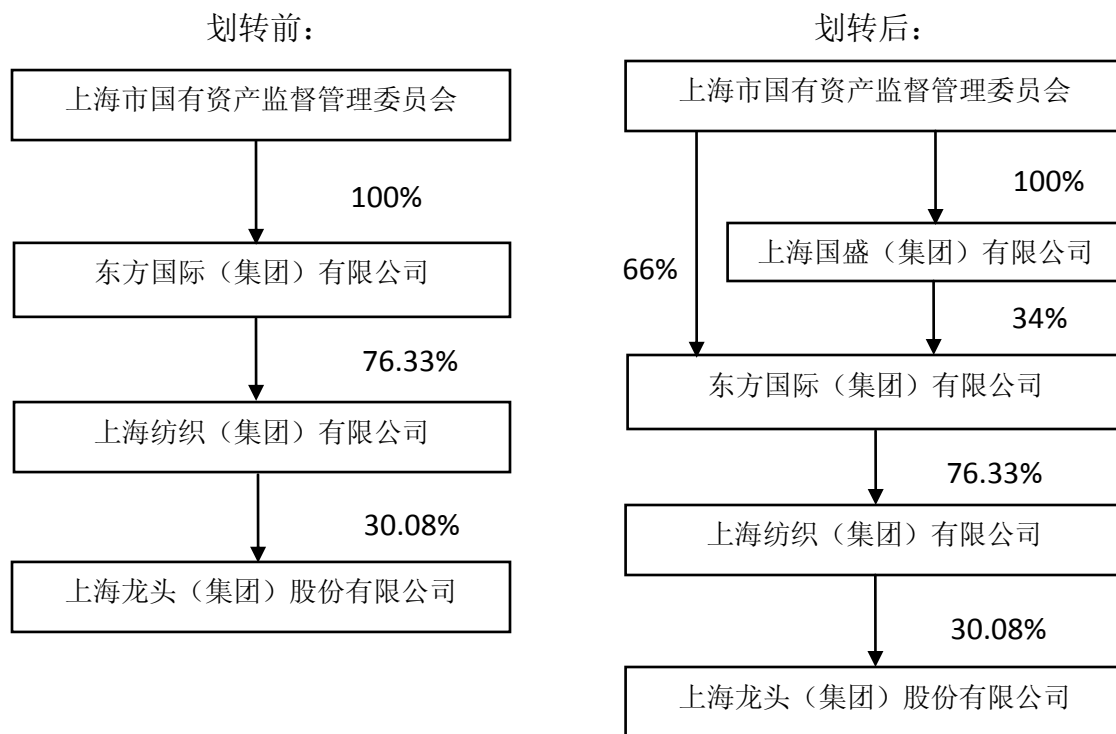 划转前：
上海市国有资产监督管理委员会
100%
东方国际（集团）有限公司
76.33%
上海纺织（集团）有限公司
30.08%
上海龙头（集团）股份有限公司
划转后：
上海市国有资产监督管理委员会
100%
上海国盛（集团）有限公司
66%
34%
东方国际（集团）有限公司
76.33%
上海纺织（集团）有限公司
30.08%
上海龙头（集团）股份有限公司